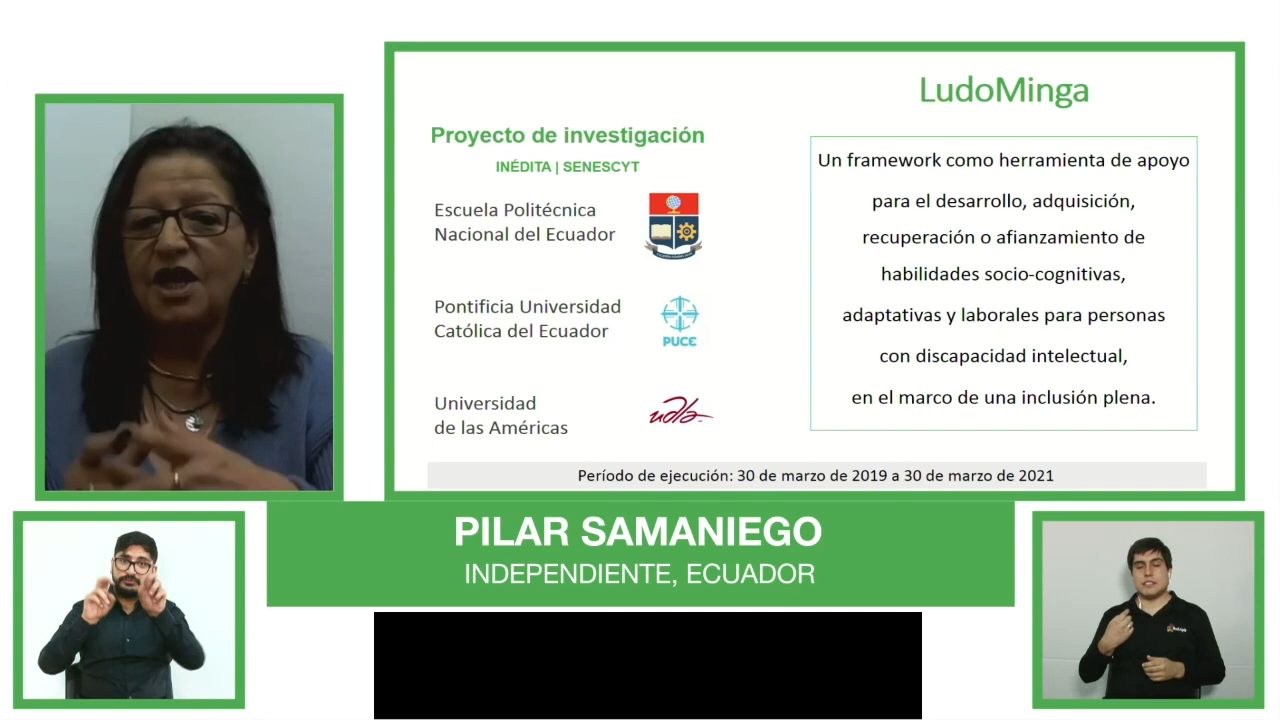 LudoMinga
Proyecto de investigación
INÉDITA | SENESCYT
Escuela Politécnica
Nacional del Ecuador
Pontificia Universidad
Católica del Ecuador
PUCE
Universidad
de las Américas
udla
Un framework como herramienta de apoyo
para el desarrollo, adquisición,
recuperación o afianzamiento de
habilidades socio-cognitivas,
adaptativas y laborales para personas
con discapacidad intelectual,
en el marco de una inclusión plena.
Período de ejecución: 30 de marzo de 2019 a 30 de marzo de 2021
PILAR SAMANIEGO
INDEPENDIENTE, ECUADOR